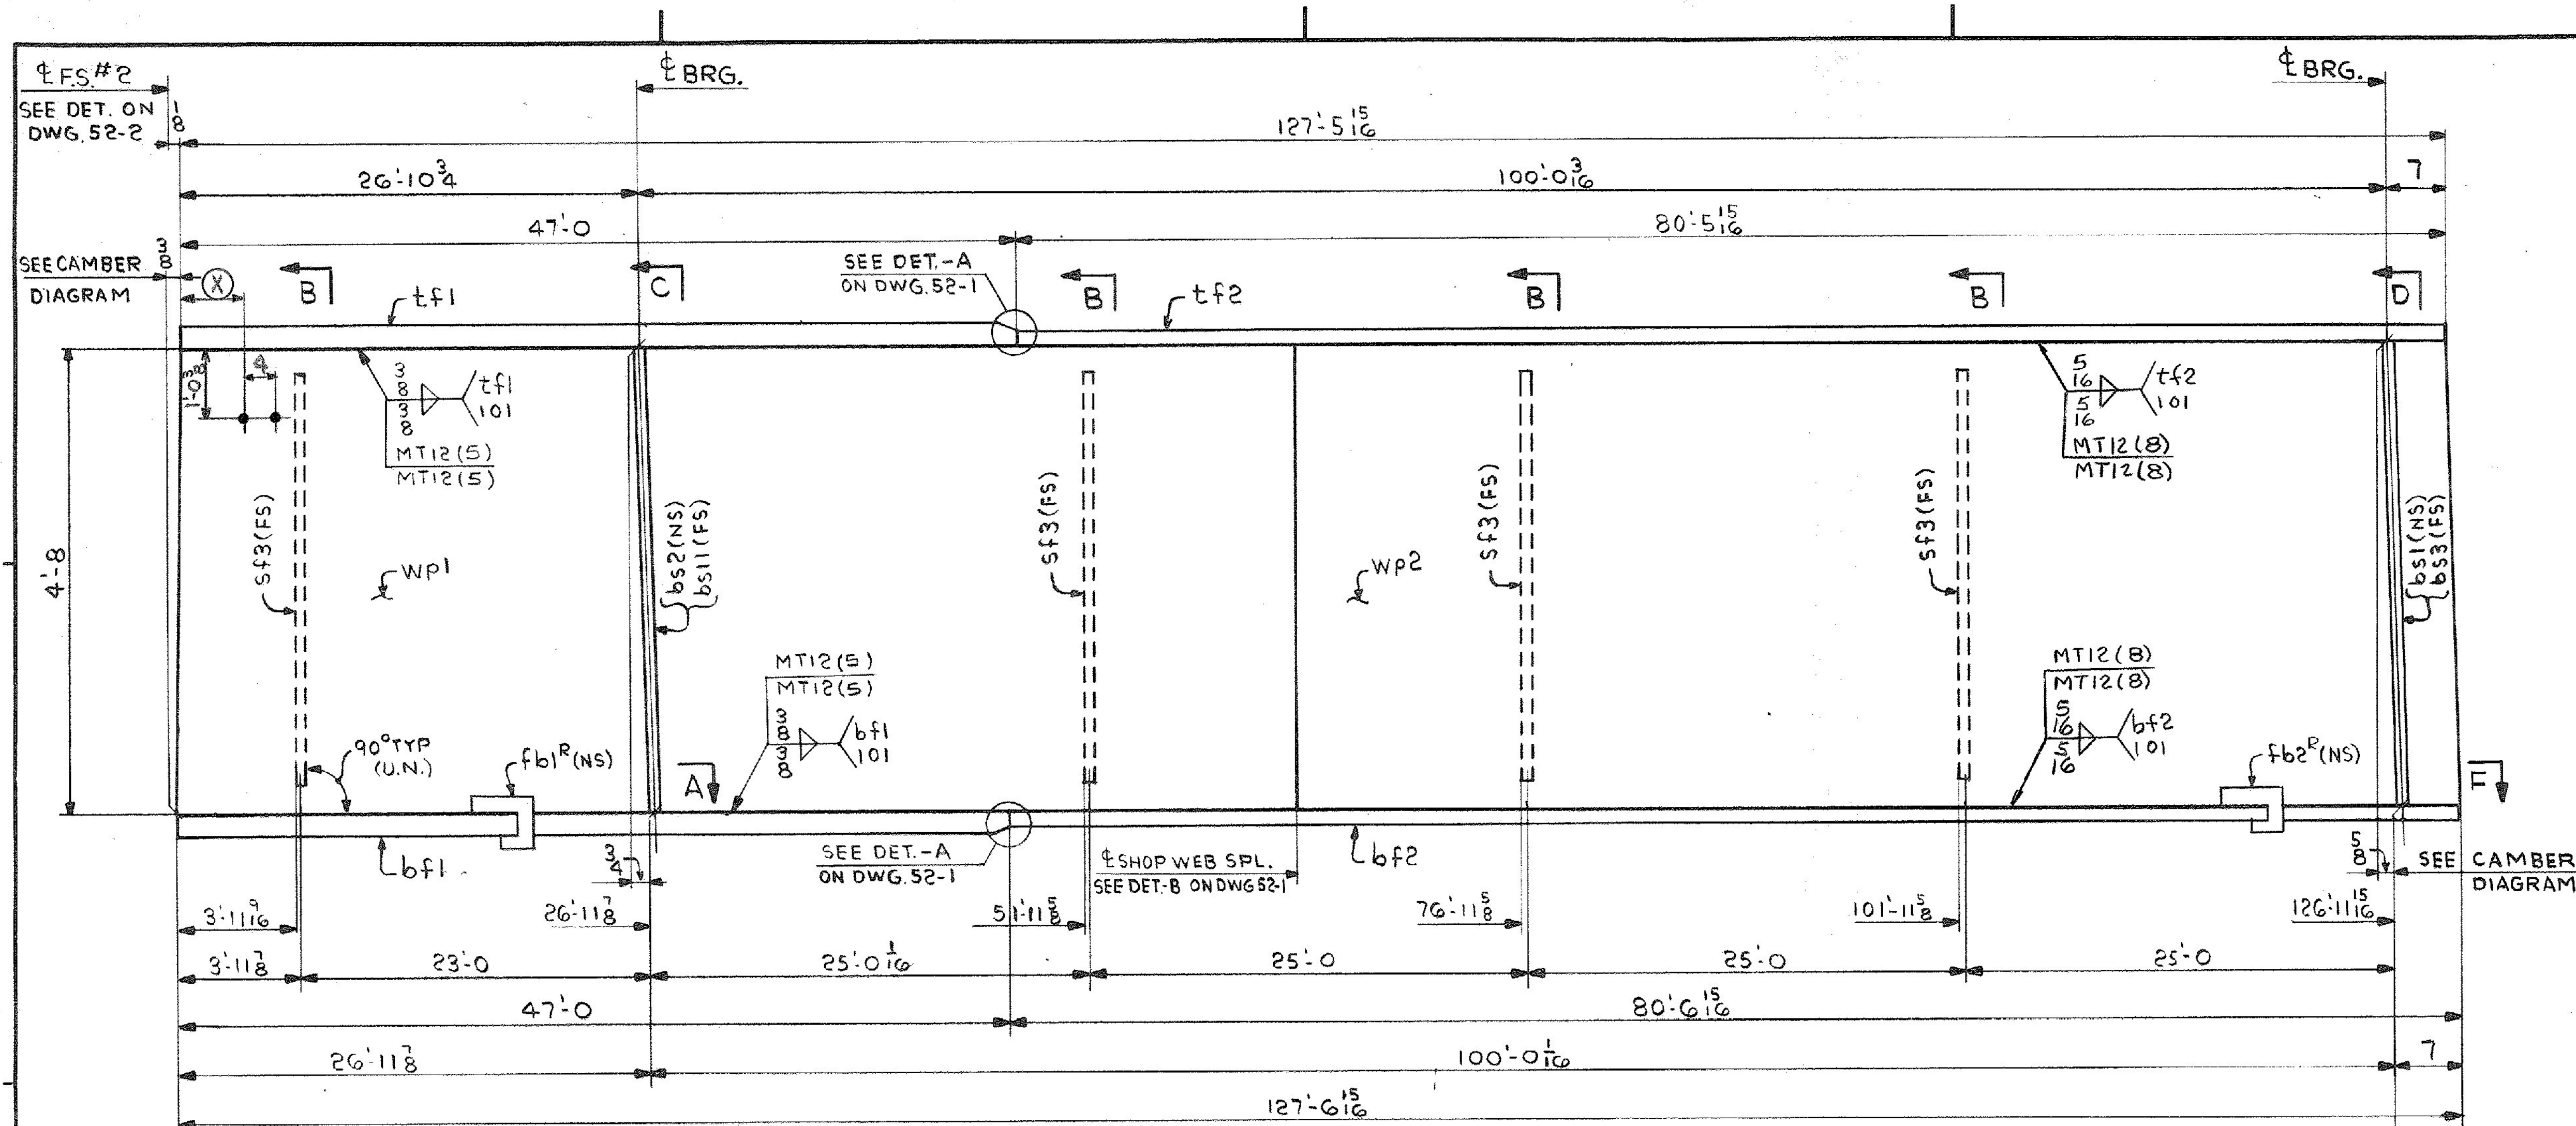 ℄ F.S. #2
SEE DET. ON
DWG. 52-2
1/8
℄ BRG.
℄ BRG.
127'-5 15/16
26'-10 3/4
100'-0 3/16
7
47'-0
80'-5 15/16
SEE CAMBER
DIAGRAM
3/8
X
B
tf1
C
SEE DET.-A
ON DWG. 52-1
B
tf2
B
B
D
1'-0 3/8
4
3/8
3/8
tf1
101
MT12(5)
MT12(5)
5/16
5/16
tf2
101
MT12(8)
MT12(8)
4'-8
sf3(FS)
wp1
bs2(NS)
bs11(FS)
sf3(FS)
wp2
sf3(FS)
sf3(FS)
bs1(NS)
bs3(FS)
90° TYP
(U.N.)
fb1R(NS)
A
MT12(5)
MT12(5)
3/8
3/8
bf1
101
MT12(8)
MT12(8)
5/16
5/16
bf2
101
fb2R(NS)
bf1
3/4
SEE DET.-A
ON DWG. 52-1
℄ SHOP WEB SPL.
SEE DET.-B ON DWG 52-1
bf2
5/8
SEE CAMBER
DIAGRAM
3'-11 9/16
26'-11 7/8
51'-11 5/8
76'-11 5/8
101'-11 5/8
126'-11 15/16
3'-11 7/8
23'-0
25'-0 1/16
25'-0
25'-0
25'-0
47'-0
80'-6 15/16
26'-11 7/8
100'-0 1/16
7
127'-6 15/16